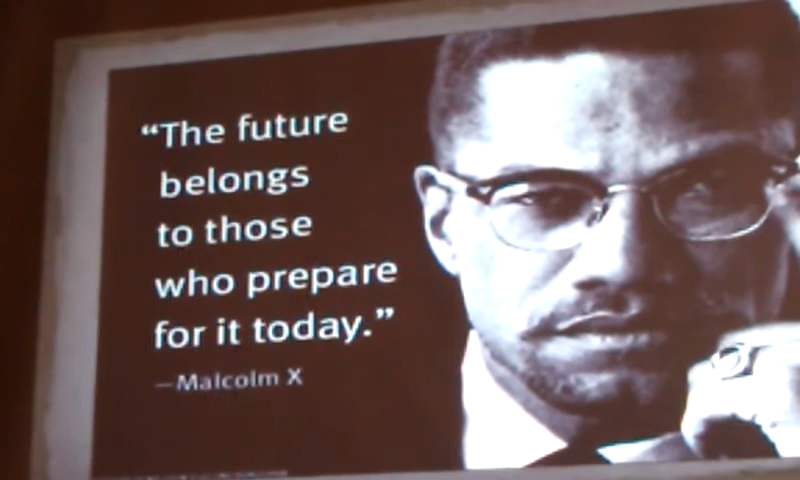 “The future
belongs
to those
who prepare
for it today.”
—Malcolm X